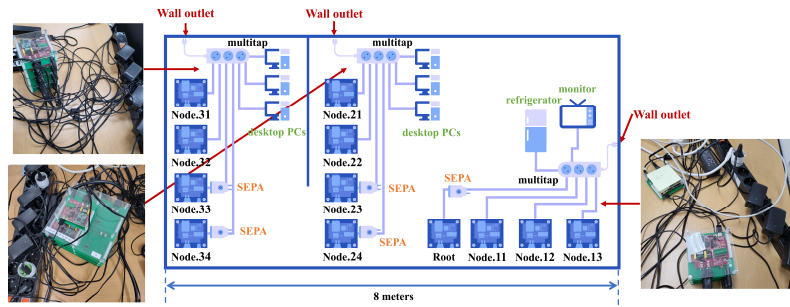 Wall outlet
Wall outlet
multitap
multitap
monitor
refrigerator
Node.31
Node.21
Wall outlet
desktop PCs
desktop PCs
Node.32
Node.22
multitap
SEPA
SEPA
SEPA
Node.33
Node.23
SEPA
SEPA
Node.34
Node.24
Root
Node.11
Node.12
Node.13
8 meters